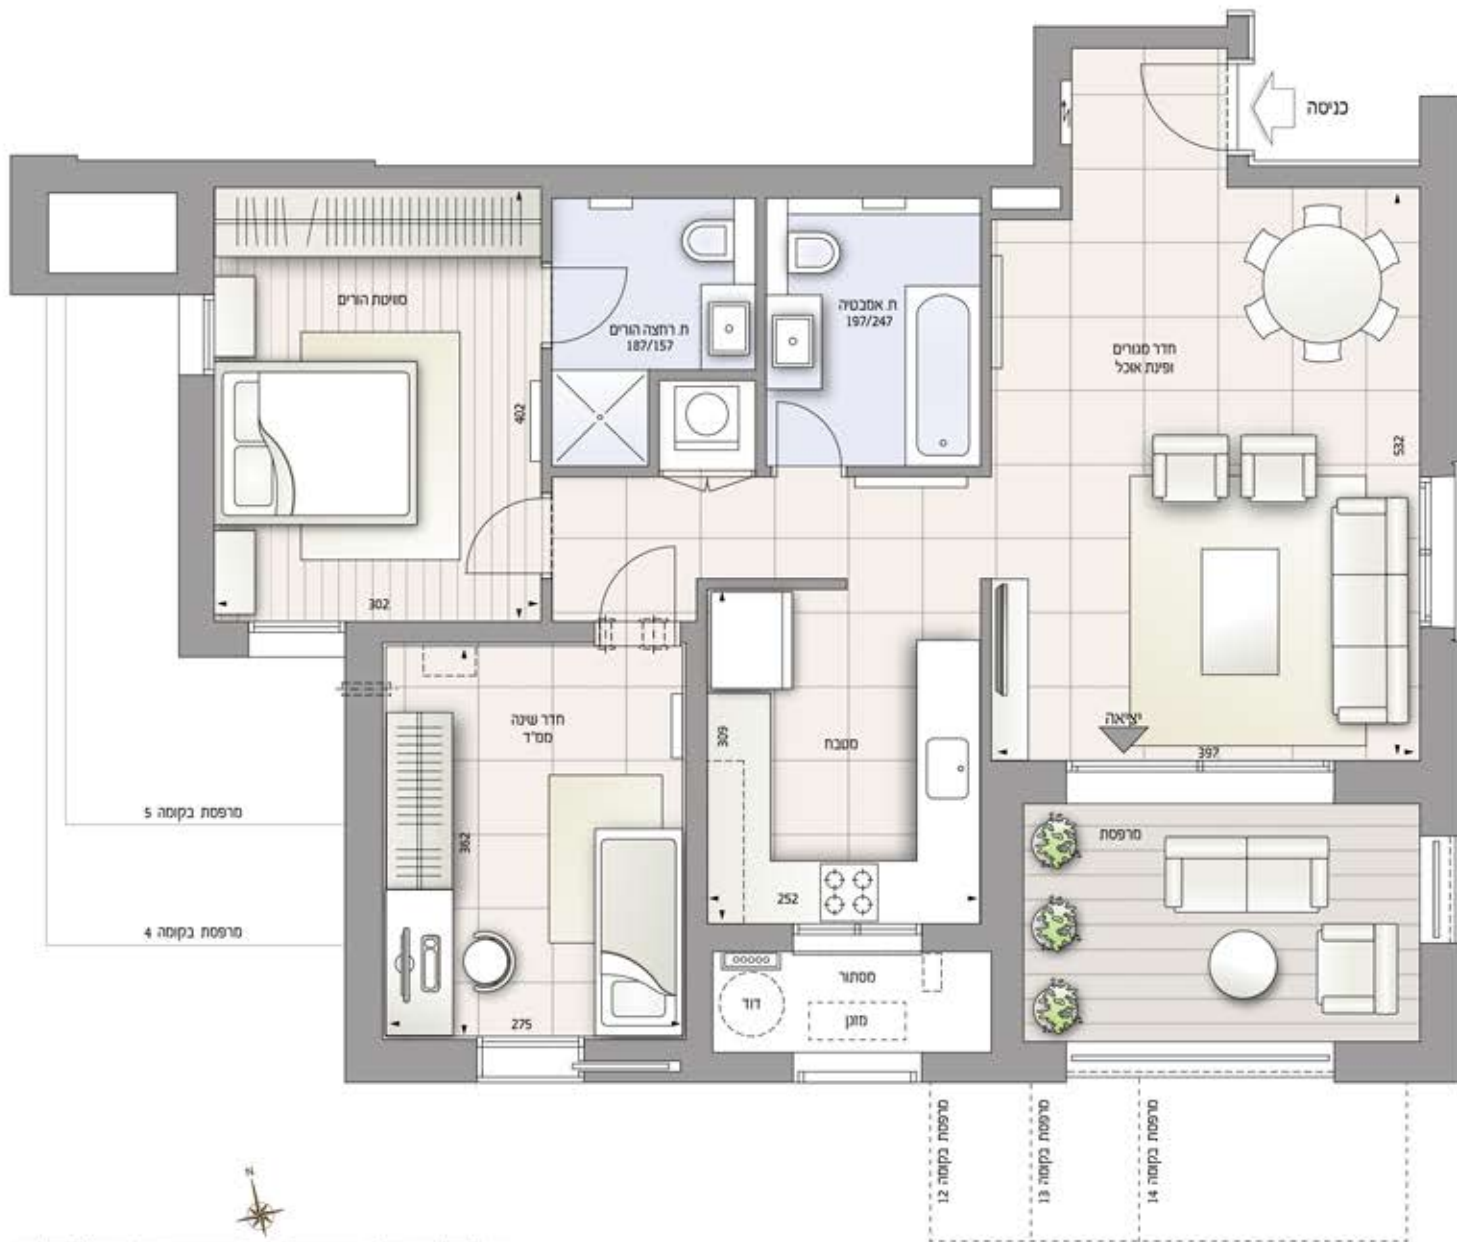 כניסה
סוויטת הורים
ח. רחצה הורים
187/157
ח. אמבטיה
197/247
חדר מגורים
ופינת אוכל
402
532
302
יציאה
397
חדר שינה
ממ"ד
309
מטבח
מרפסת
מרפסת בקומה 5
362
252
מרפסת בקומה 4
מסתור
דוד
מזגן
275
מרפסת בקומה 12
מרפסת בקומה 13
מרפסת בקומה 14
N